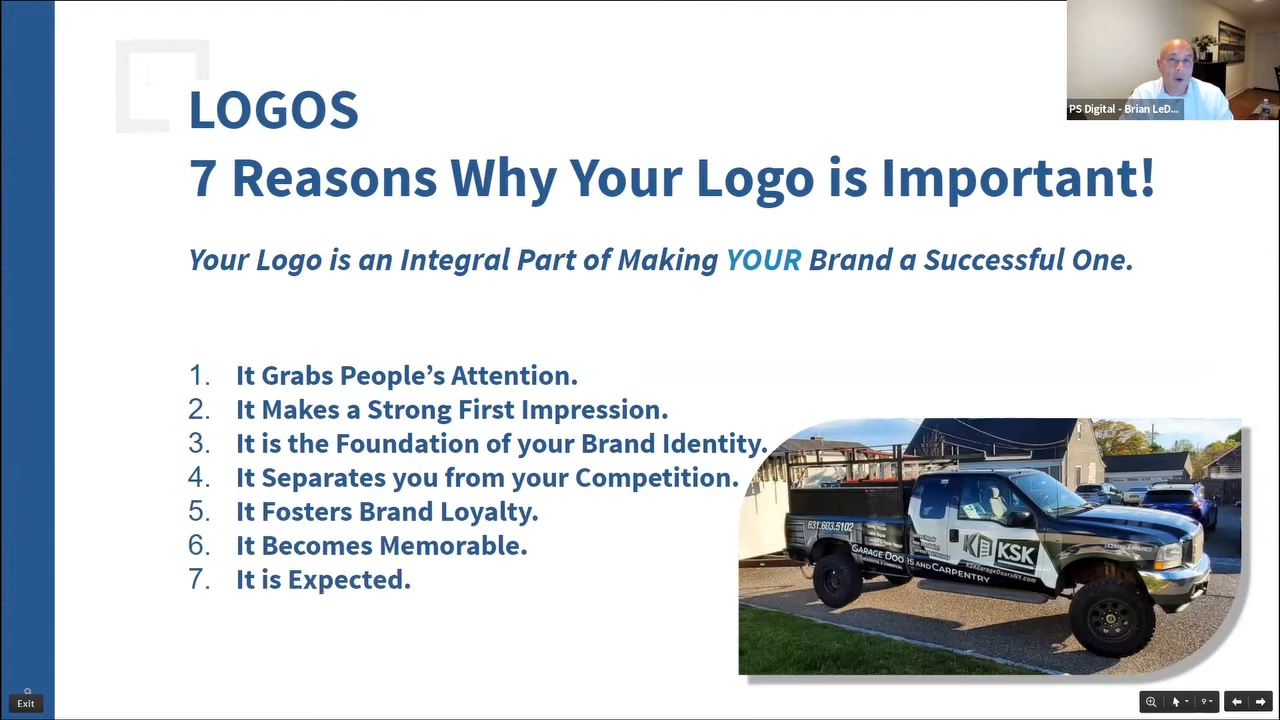 PS Digital - Brian LeD...
LOGOS
7 Reasons Why Your Logo is Important!
Your Logo is an Integral Part of Making YOUR Brand a Successful One.
1. It Grabs People's Attention.
2. It Makes a Strong First Impression.
3. It is the Foundation of your Brand Identity.
4. It Separates you from your Competition.
5. It Fosters Brand Loyalty.
6. It Becomes Memorable.
7. It is Expected.
631.603.5102
GARAGE DOORS AND CARPENTRY
K KSK
KSKGarageDoorsNY.com
Exit
9